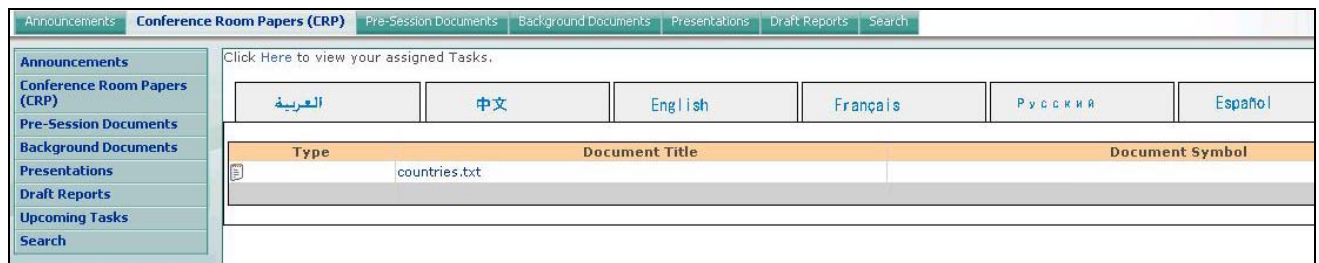 Announcements Conference Room Papers (CRP) Pre-Session Documents Background Documents Presentations Draft Reports Search
Announcements
Conference Room Papers
(CRP)
Pre-Session Documents
Background Documents
Presentations
Draft Reports
Upcoming Tasks
Search
Click Here to view your assigned Tasks.
العربية 中文 English Français Русский Español
Type Document Title Document Symbol
countries.txt